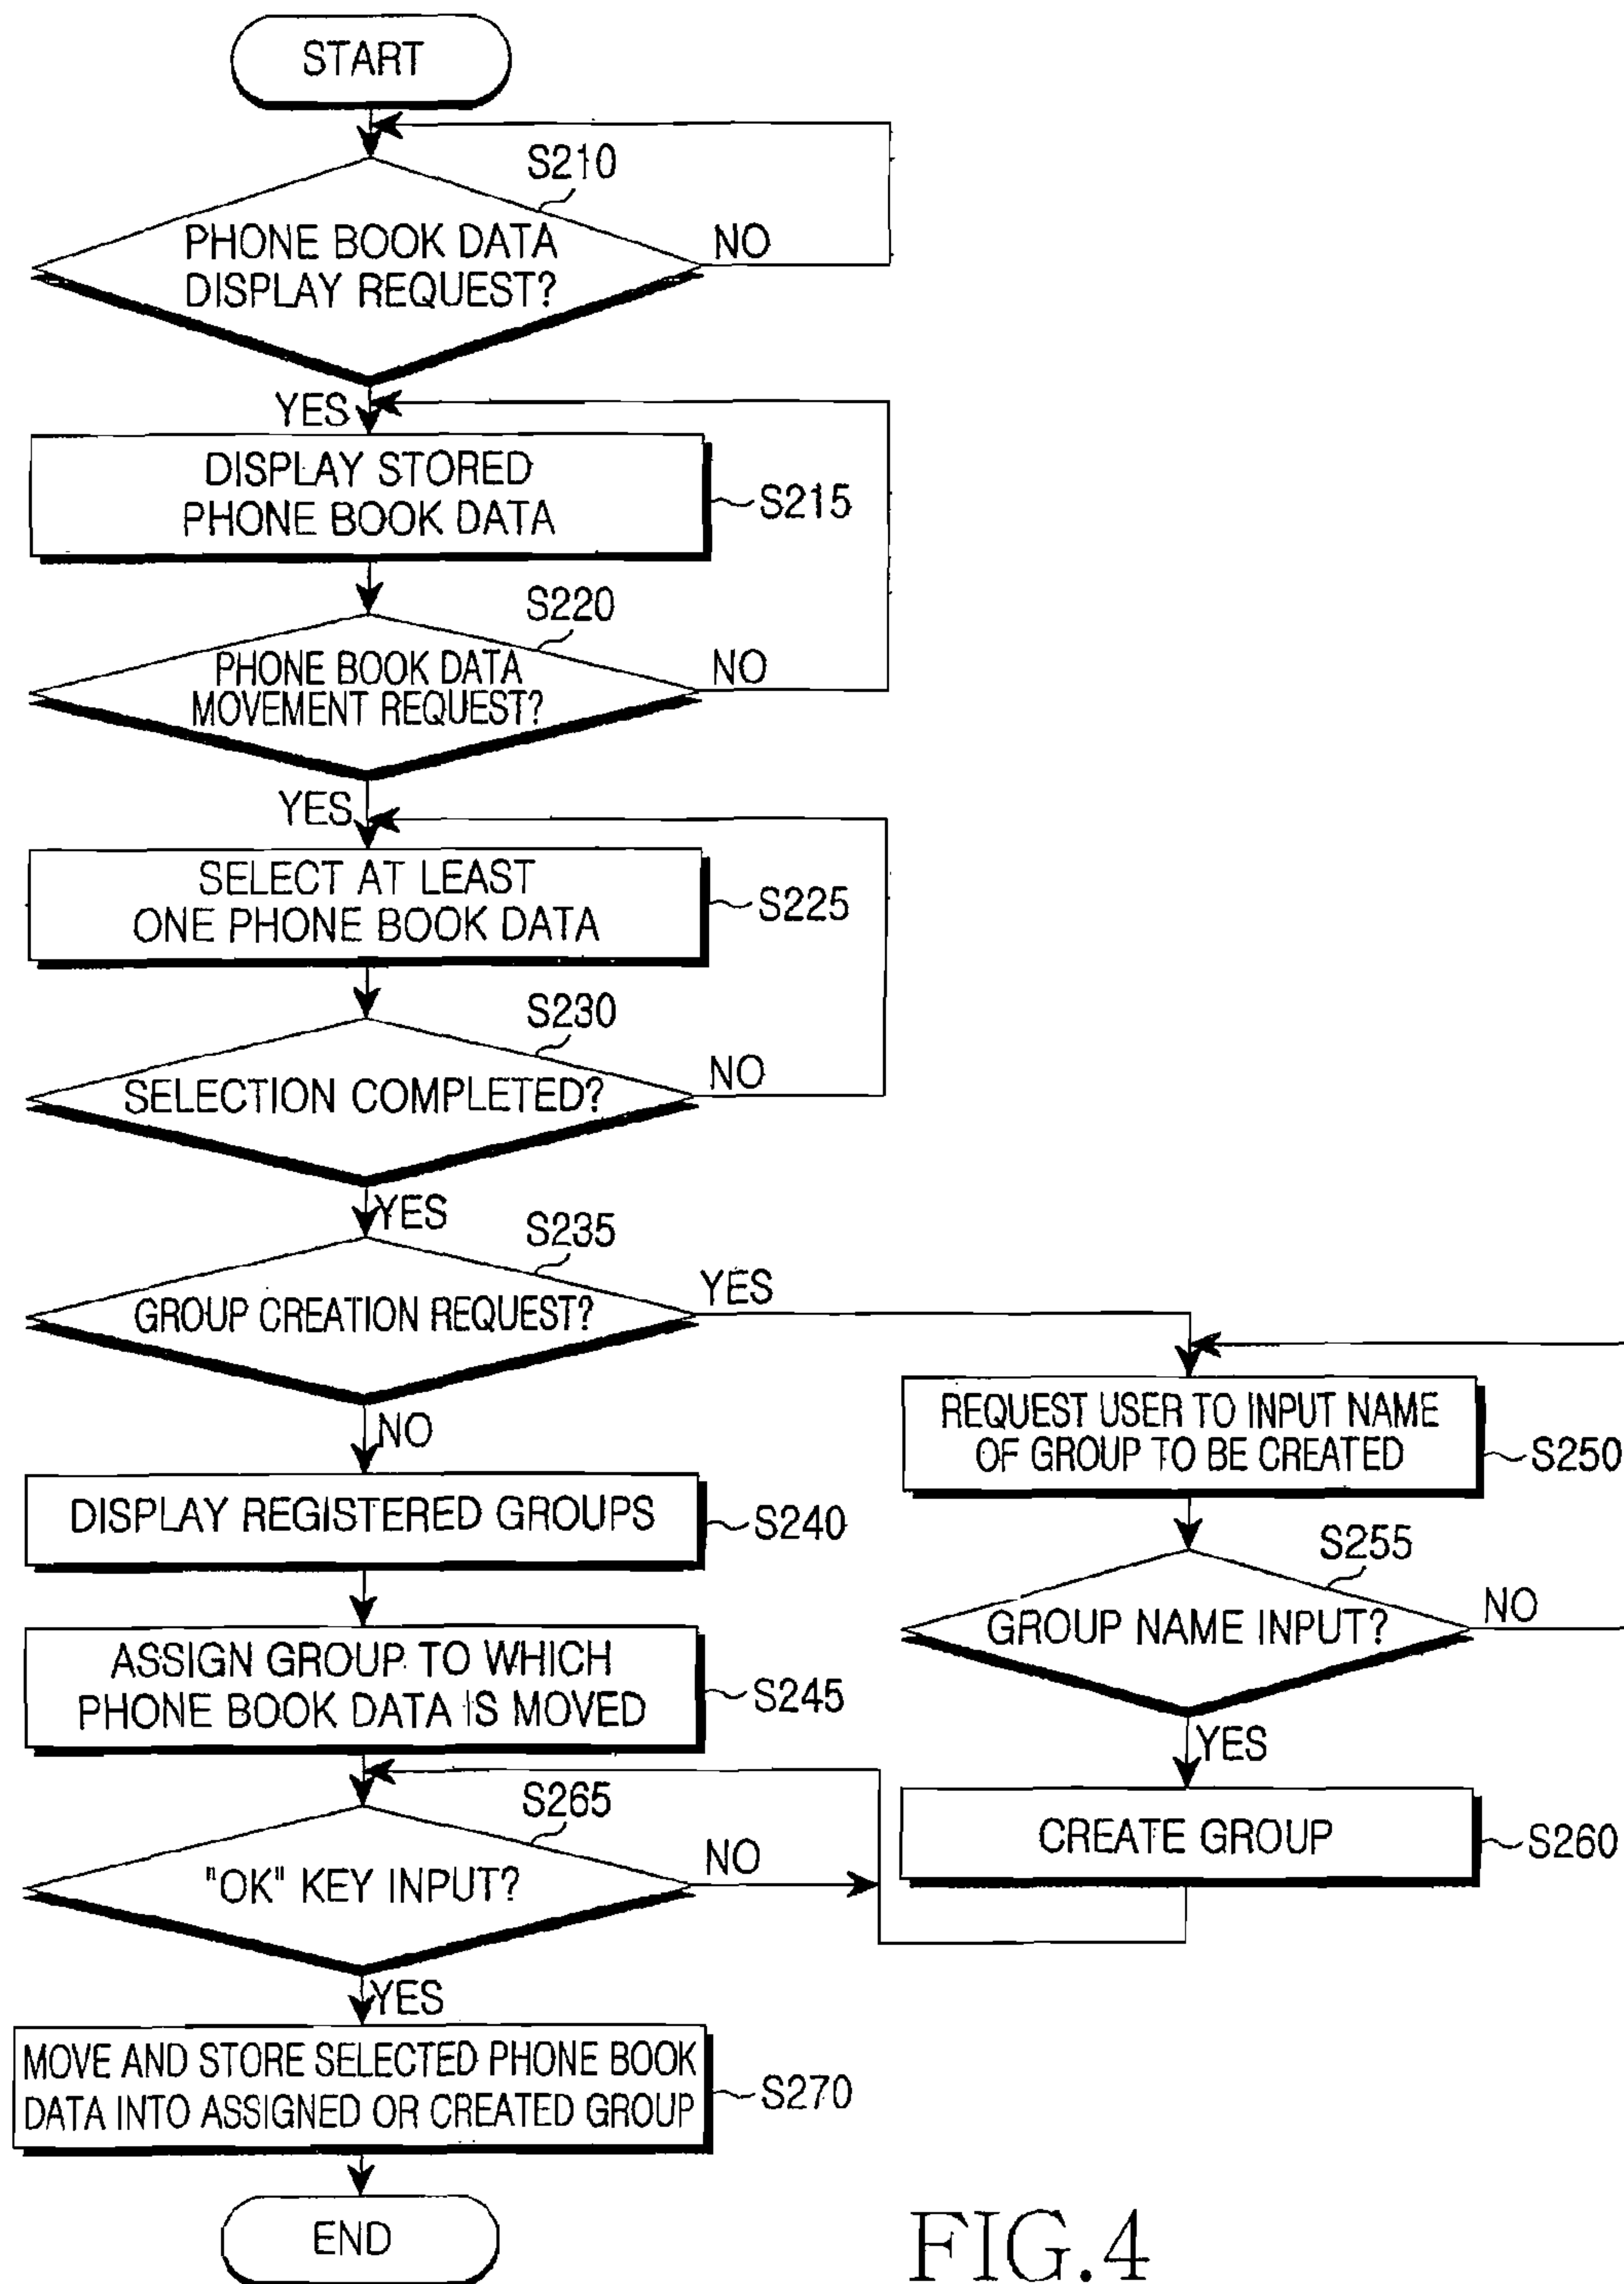 START
S210
PHONE BOOK DATA
DISPLAY REQUEST?
NO
YES
DISPLAY STORED
PHONE BOOK DATA
S215
S220
PHONE BOOK DATA
MOVEMENT REQUEST?
NO
YES
SELECT AT LEAST
ONE PHONE BOOK DATA
S225
S230
SELECTION COMPLETED?
NO
YES
S235
GROUP CREATION REQUEST?
YES
NO
REQUEST USER TO INPUT NAME
OF GROUP TO BE CREATED
S250
DISPLAY REGISTERED GROUPS
S240
S255
GROUP NAME INPUT?
NO
YES
ASSIGN GROUP TO WHICH
PHONE BOOK DATA IS MOVED
S245
CREATE GROUP
S260
S265
"OK" KEY INPUT?
NO
YES
MOVE AND STORE SELECTED PHONE BOOK
DATA INTO ASSIGNED OR CREATED GROUP
S270
END
FIG.4